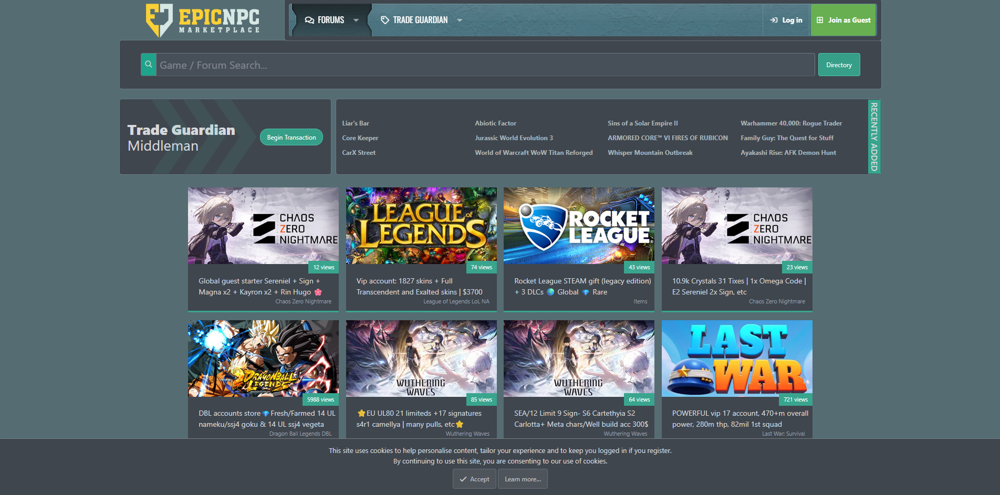 EPICNPC
MARKETPLACE
FORUMS
TRADE GUARDIAN
Log in
Join as Guest
Game / Forum Search...
Directory
Trade Guardian
Middleman
Begin Transaction
Liar's Bar
Abiotic Factor
Sins of a Solar Empire II
Warhammer 40,000: Rogue Trader
Core Keeper
Jurassic World Evolution 3
ARMORED CORE™ VI FIRES OF RUBICON
Family Guy: The Quest for Stuff
CarX Street
World of Warcraft WoW Titan Reforged
Whisper Mountain Outbreak
Ayakashi Rise: AFK Demon Hunt
RECENTLY ADDED
CHAOS
ZERO
NIGHTMARE
12 views
Global guest starter Sereniel + Sign +
Magna x2 + Kayron x2 + Rin Hugo 🌸
Chaos Zero Nightmare
LEAGUE of
LEGENDS
74 views
Vip account: 1827 skins + Full
Transcendent and Exalted skins | $3700
League of Legends LoL NA
ROCKET
LEAGUE®
43 views
Rocket League STEAM gift (legacy edition)
+ 3 DLCs 🌍 Global 💎 Rare
Items
CHAOS
ZERO
NIGHTMARE
23 views
10.9k Crystals 31 Tixes | 1x Omega Code |
E2 Sereniel 2x Sign, etc
Chaos Zero Nightmare
DRAGONBALL
LEGENDS
5988 views
DBL accounts store💎Fresh/Farmed 14 UL
nameku/ssj4 goku & 14 UL ssj4 vegeta
Dragon Ball Legends DBL
WUTHERING
WAVES
85 views
⭐EU UL80 21 limiteds +17 signatures
s4r1 camellya | many pulls, etc⭐
Wuthering Waves
WUTHERING
WAVES
64 views
SEA/12 Limit 9 Sign- S6 Cartethyia S2
Carlotta+ Meta chars/Well build acc 300$
Wuthering Waves
LAST
WAR
721 views
POWERFUL vip 17 account, 470+m overall
power, 280m thp, 82mil 1st squad
Last War: Survival
This site uses cookies to help personalise content, tailor your experience and to keep you logged in if you register.
By continuing to use this site, you are consenting to our use of cookies.
Accept
Learn more...